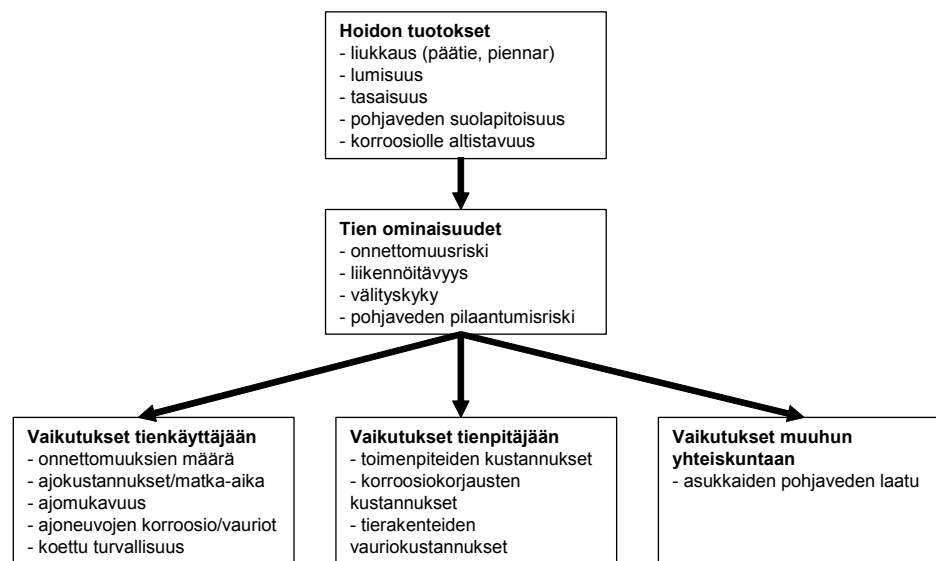 Hoidon tuotokset
- liukkaus (päätie, piennar)
- lumisuus
- tasaisuus
- pohjaveden suolapitoisuus
- korroosiolle altistavuus
Tien ominaisuudet
- onnettomuusriski
- liikennöitävyys
- välityskyky
- pohjaveden pilaantumisriski
Vaikutukset tienkäyttäjään
- onnettomuuksien määrä
- ajokustannukset/matka-aika
- ajomukavuus
- ajoneuvojen korroosio/vauriot
- koettu turvallisuus
Vaikutukset tienpitäjään
- toimenpiteiden kustannukset
- korroosiokorjausten
kustannukset
- tierakenteiden
vauriokustannukset
Vaikutukset muuhun
yhteiskuntaan
- asukkaiden pohjaveden laatu